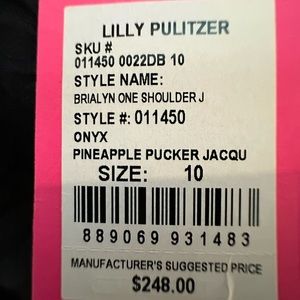 LILLY PULITZER
SKU #
011450 0022DB 10
STYLE NAME:
BRIALYN ONE SHOULDER J
STYLE #: 011450
ONYX
PINEAPPLE PUCKER JACQU
SIZE: 10
889069 931483
MANUFACTURER'S SUGGESTED PRICE
$248.00